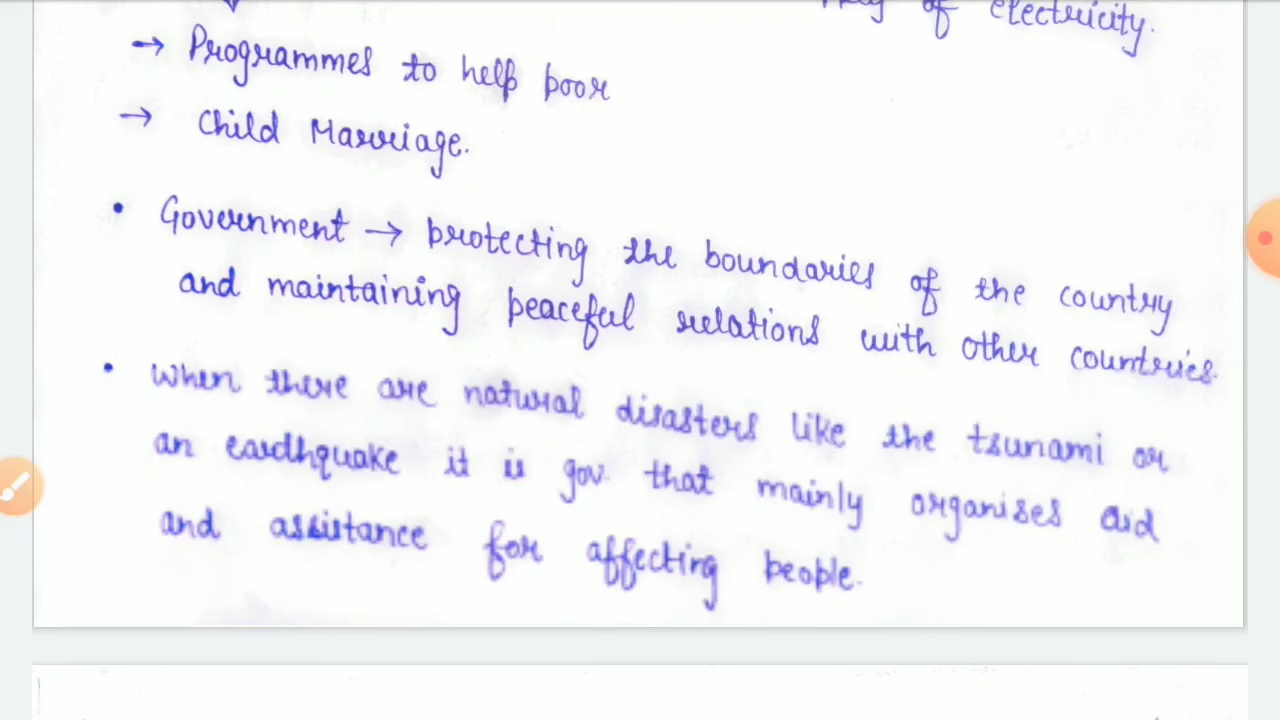 of electricity.
→ Programmes to help poor
→ Child Marriage.
• Government → protecting the boundaries of the country
and maintaining peaceful relations with other countries.
• When there are natural disasters like the tsunami or
an earthquake it is gov. that mainly organises aid
and assistance for affecting people.